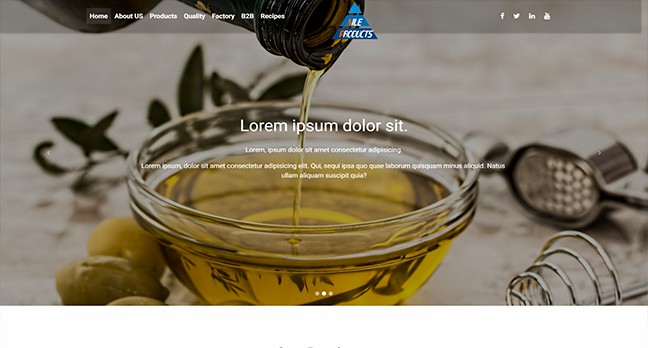 Home About US Products Quality Factory B2B Recipes
NILE
PRODUCTS
Lorem ipsum dolor sit.
Lorem, ipsum dolor sit amet consectetur adipiscing
Lorem ipsum, dolor sit amet consectetur adipisicing elit. Qui, sequi ipsa quo quae laborum quisquam minus aliquid. Natus
ullam aliquam suscipit quia?